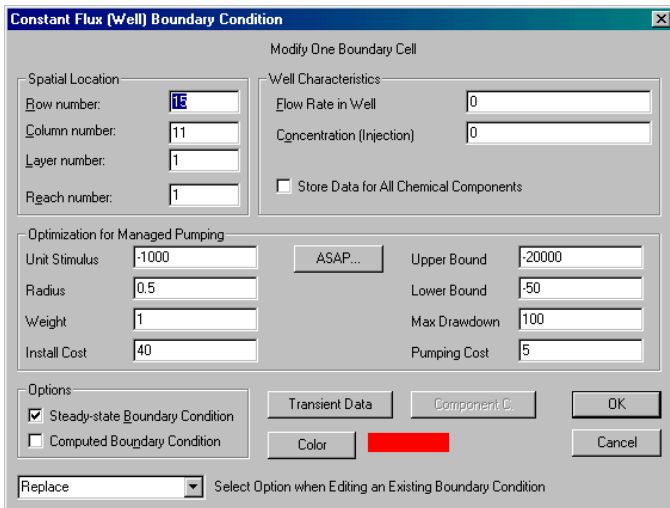 Constant Flux (Well) Boundary Condition
Modify One Boundary Cell
Spatial Location
Row number: 15
Column number: 11
Layer number: 1
Reach number: 1
Well Characteristics
Flow Rate in Well 0
Concentration (Injection) 0
Store Data for All Chemical Components
Optimization for Managed Pumping
Unit Stimulus -1000 ASAP... Upper Bound -20000
Radius 0.5 Lower Bound -50
Weight 1 Max Drawdown 100
Install Cost 40 Pumping Cost 5
Options
Steady-state Boundary Condition
Computed Boundary Condition
Transient Data Component C. OK
Color Cancel
Replace Select Option when Editing an Existing Boundary Condition